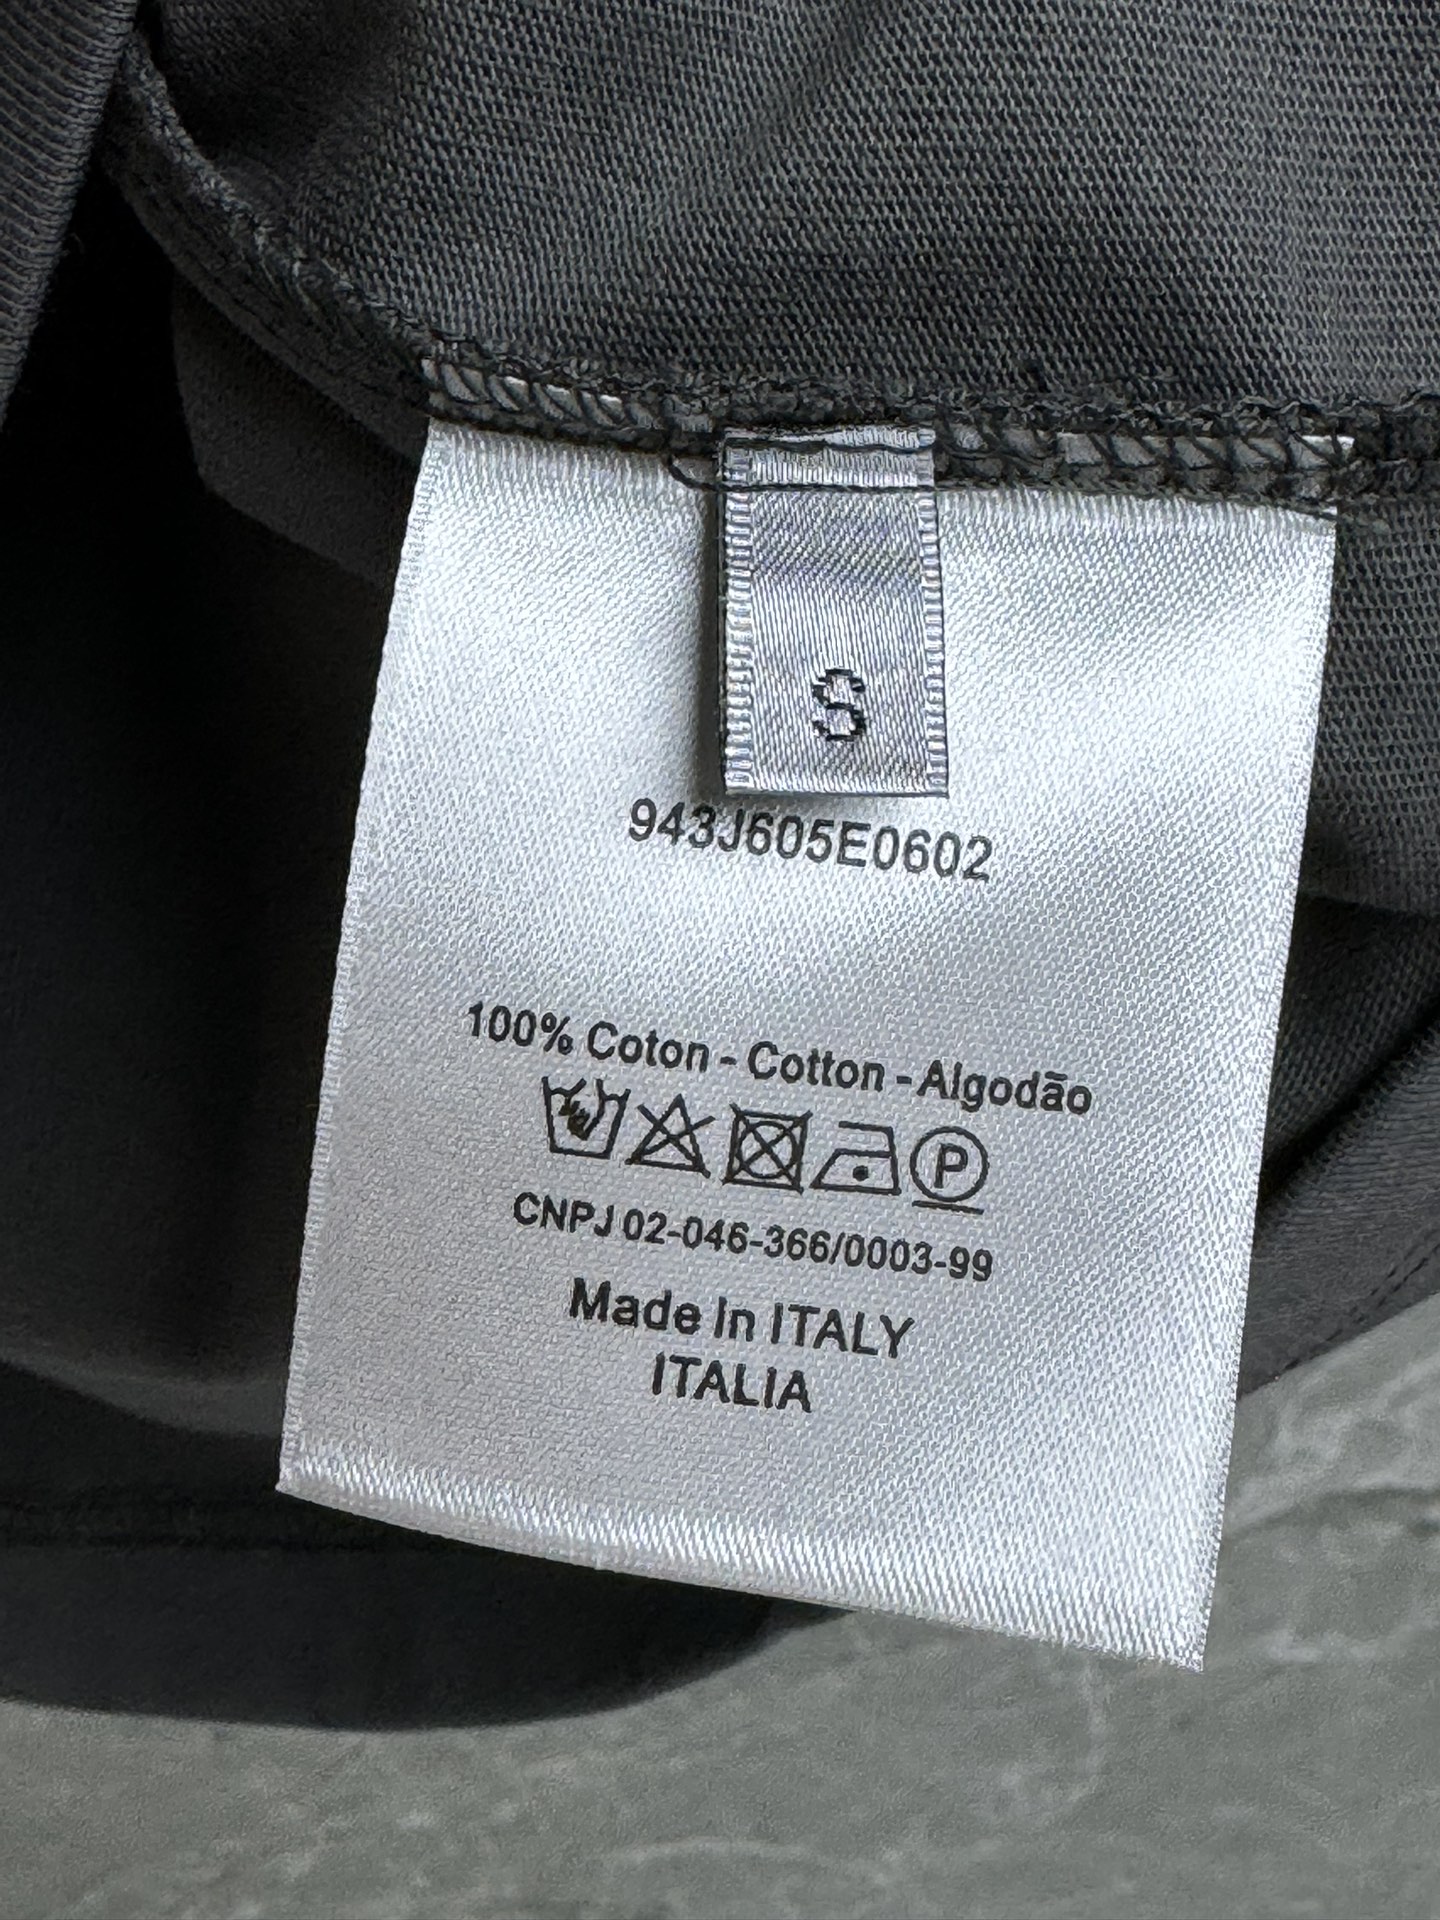 S
943J605E0602
100% Coton - Cotton - Algodão
P
CNPJ 02-046-366/0003-99
Made in ITALY
ITALIA